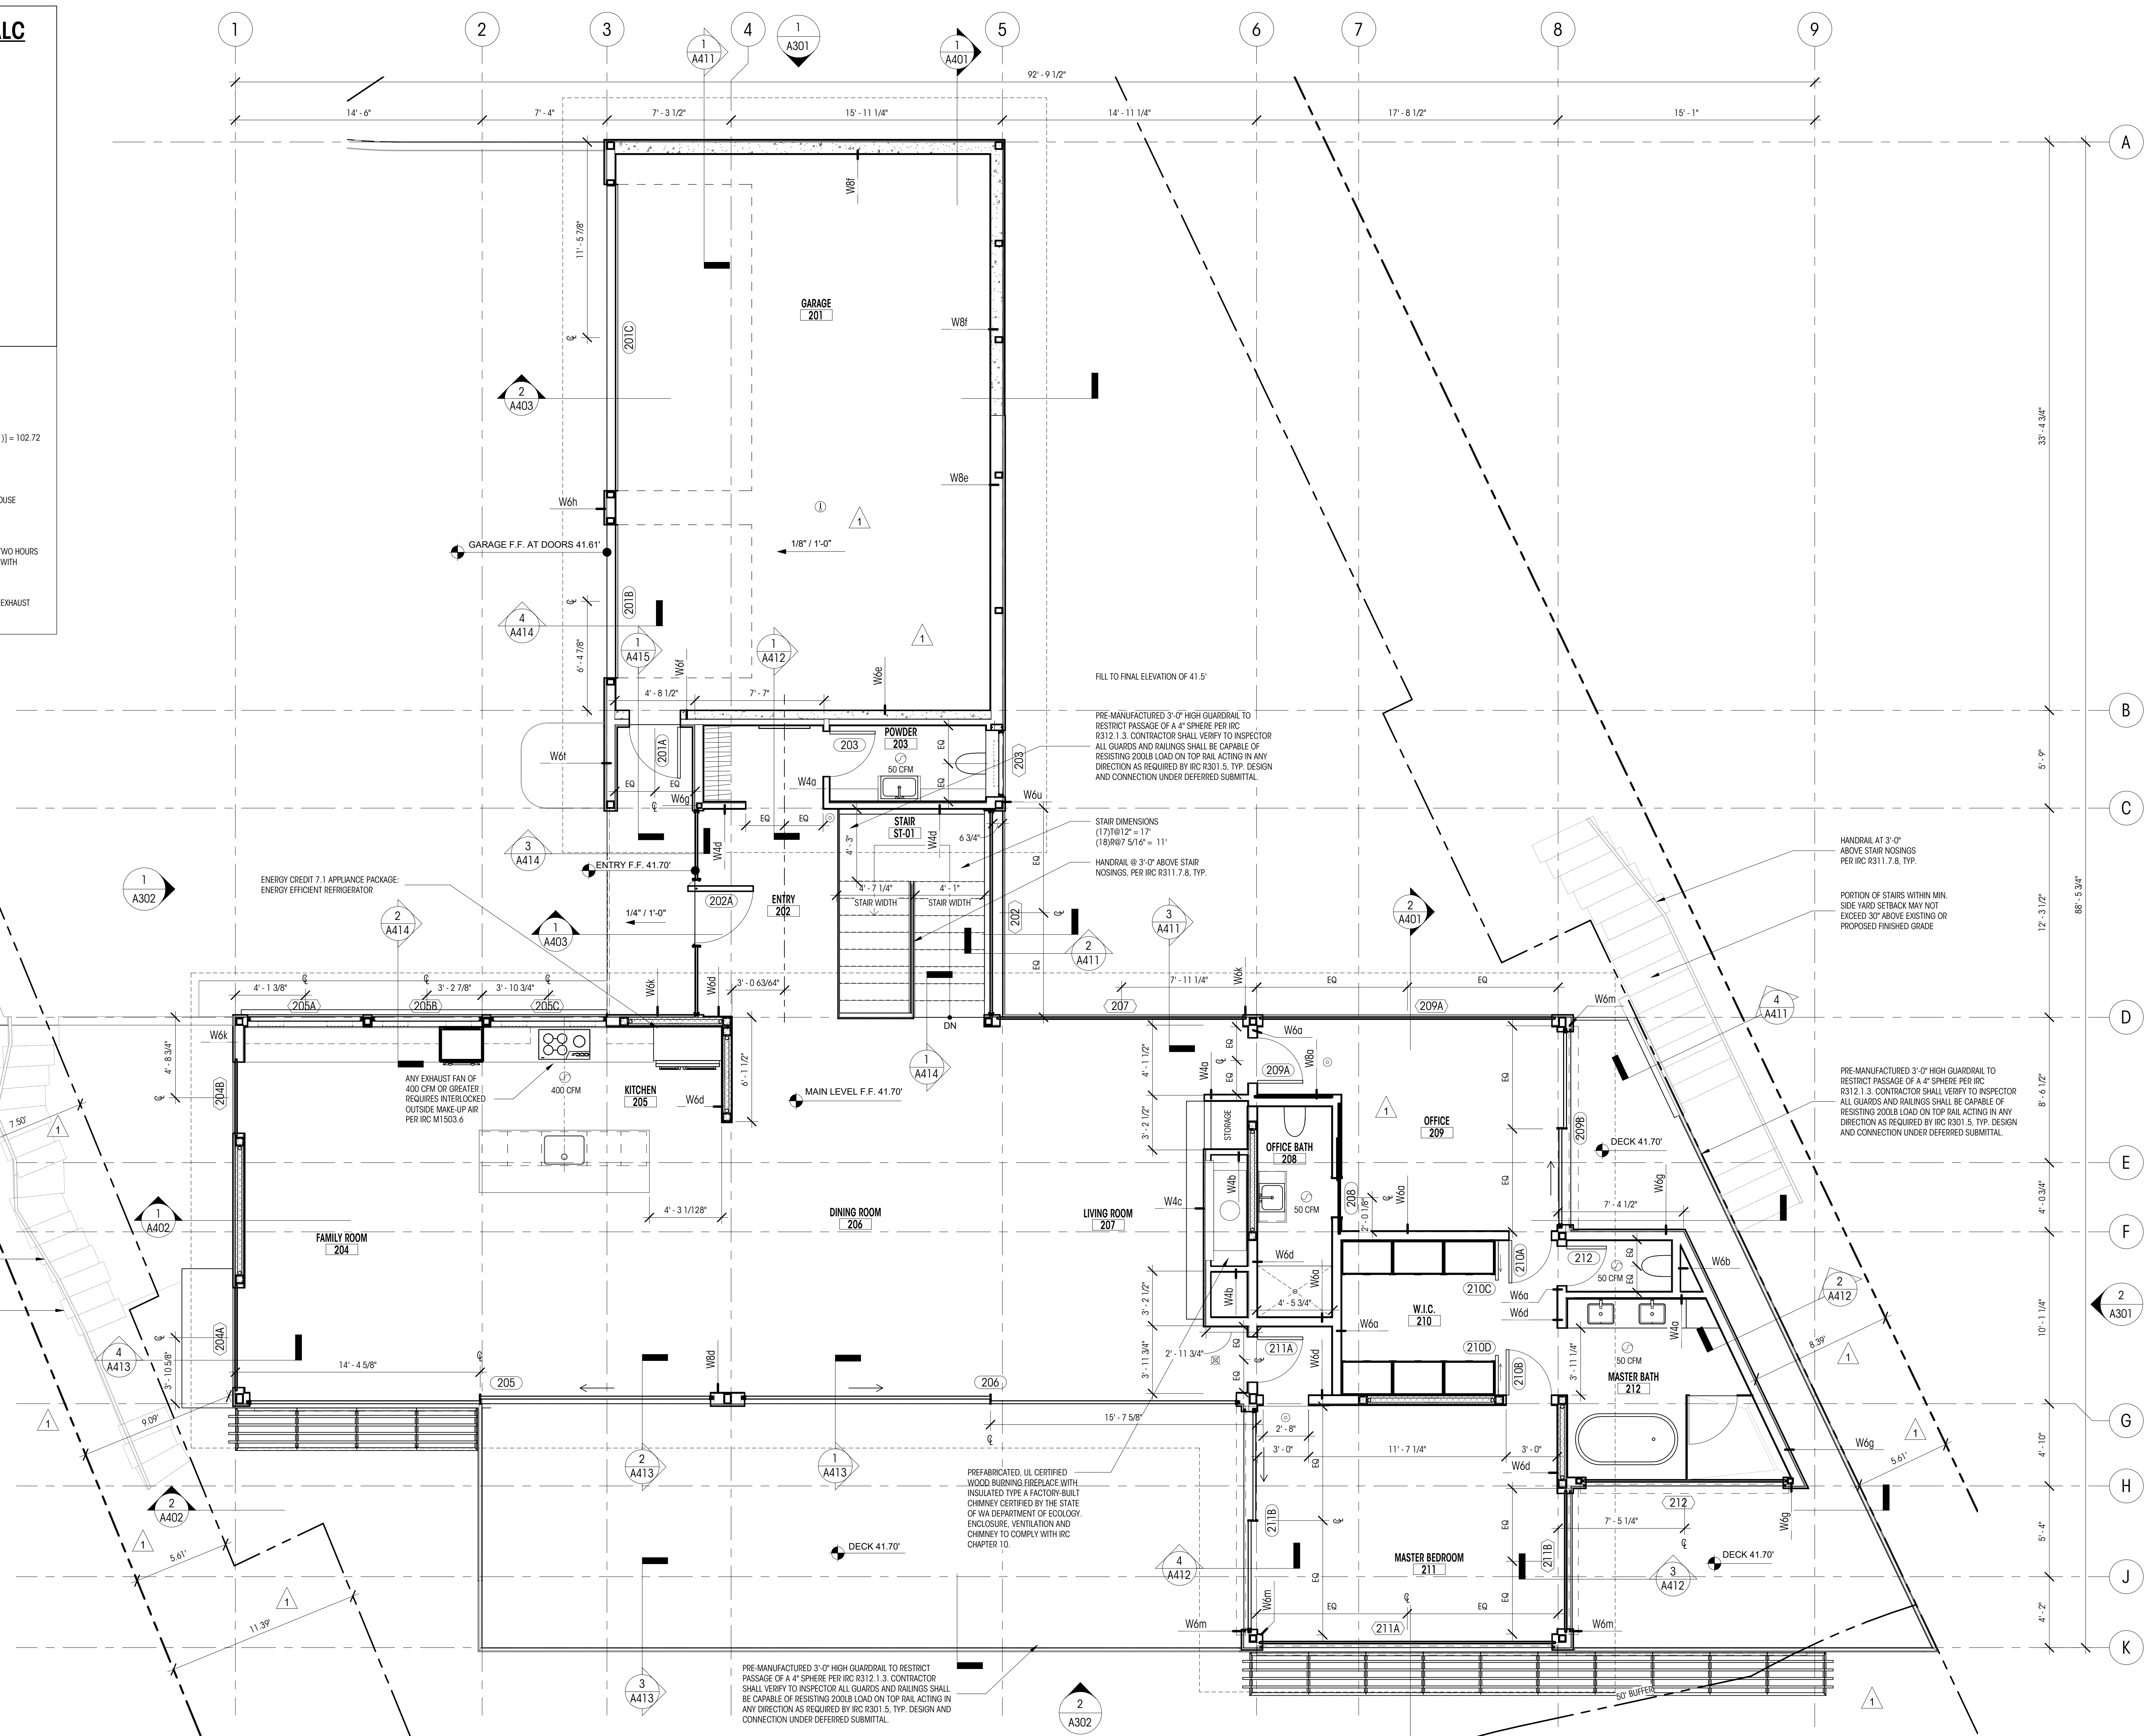 ALC
)] = 102.72
OUSE
TWO HOURS
WITH
EXHAUST
1
2
3
4
5
6
7
8
9
1
A411
1
A301
1
A401
92' - 9 1/2"
14' - 6"
7' - 4"
7' - 3 1/2"
15' - 11 1/4"
14' - 11 1/4"
17' - 8 1/2"
15' - 1"
A
B
C
D
E
F
G
H
J
K
33' - 4 3/4"
5' - 9"
12' - 3 1/2"
8' - 6 1/2"
4' - 0 3/4"
10' - 1 1/4"
4' - 10"
5' - 4"
4' - 2"
88' - 5 3/4"
11' - 5 7/8"
W8f
GARAGE
201
201C
W8f
2
A403
W8e
W6h
1
GARAGE F.F. AT DOORS 41.61'
1/8" / 1'-0"
201B
4
A414
6' - 4 7/8"
1
A415
W6f
1
A412
W6e
1
4' - 8 1/2"
7' - 7"
FILL TO FINAL ELEVATION OF 41.5'
PRE-MANUFACTURED 3'-0" HIGH GUARDRAIL TO
RESTRICT PASSAGE OF A 4" SPHERE PER IRC
R312.1.3. CONTRACTOR SHALL VERIFY TO INSPECTOR
ALL GUARDS AND RAILINGS SHALL BE CAPABLE OF
RESISTING 200LB LOAD ON TOP RAIL ACTING IN ANY
DIRECTION AS REQUIRED BY IRC R301.5, TYP. DESIGN
AND CONNECTION UNDER DEFERRED SUBMITTAL.
W6f
201A
EQ
EQ
W6g
203
POWDER
203
50 CFM
EQ
EQ
203
W4a
W6u
EQ
EQ
STAIR
ST-01
W4d
W4d
6 3/4"
4' - 3"
EQ
STAIR DIMENSIONS
(17)T@12" = 17'
(18)R@7 5/16" = 11'
HANDRAIL @ 3'-0" ABOVE STAIR
NOSINGS, PER IRC R311.7.8, TYP.
3
A414
ENTRY F.F. 41.70'
ENERGY CREDIT 7.1 APPLIANCE PACKAGE:
ENERGY EFFICIENT REFRIGERATOR
1
A302
2
A414
1
A403
1/4" / 1'-0"
202A
ENTRY
202
4' - 7 1/4"
STAIR WIDTH
4' - 1"
STAIR WIDTH
202
EQ
2
A411
3
A411
2
A401
HANDRAIL AT 3'-0"
ABOVE STAIR NOSINGS
PER IRC R311.7.8, TYP.
PORTION OF STAIRS WITHIN MIN.
SIDE YARD SETBACK MAY NOT
EXCEED 30" ABOVE EXISTING OR
PROPOSED FINISHED GRADE
4' - 1 3/8"
3' - 2 7/8"
3' - 10 3/4"
205A
205B
205C
W6k
W6d
3' - 0 63/64"
DN
7' - 11 1/4"
W6k
EQ
EQ
207
209A
W6m
4
A411
W6k
4' - 8 3/4"
204B
ANY EXHAUST FAN OF
400 CFM OR GREATER
REQUIRES INTERLOCKED
OUTSIDE MAKE-UP AIR
PER IRC M1503.6
400 CFM
KITCHEN
205
W6d
6' - 1 1/2"
MAIN LEVEL F.F. 41.70'
1
A414
4' - 1 1/2"
EQ
EQ
W4a
W6a
209A
W8a
3' - 2 1/2"
STORAGE
1
OFFICE
209
EQ
EQ
209B
DECK 41.70'
PRE-MANUFACTURED 3'-0" HIGH GUARDRAIL TO
RESTRICT PASSAGE OF A 4" SPHERE PER IRC
R312.1.3. CONTRACTOR SHALL VERIFY TO INSPECTOR
ALL GUARDS AND RAILINGS SHALL BE CAPABLE OF
RESISTING 200LB LOAD ON TOP RAIL ACTING IN ANY
DIRECTION AS REQUIRED BY IRC R301.5, TYP. DESIGN
AND CONNECTION UNDER DEFERRED SUBMITTAL.
7.50'
1
OFFICE BATH
208
W4b
W4c
50 CFM
208
2' - 0 1/8"
W6a
7' - 4 1/2"
W6g
1
A402
4' - 3 1/128"
FAMILY ROOM
204
DINING ROOM
206
LIVING ROOM
207
W6d
210A
212
EQ
EQ
50 CFM
W6b
2
A412
2
A301
W4b
W6a
4' - 5 3/4"
210C
W6a
W6d
W.I.C.
210
W6a
3' - 2 1/2"
204A
4
A413
3' - 10 5/8"
14' - 4 5/8"
W8d
205
206
3' - 11 3/4"
2' - 11 3/4"
EQ
EQ
211A
W6d
210D
210B
3' - 11 1/4"
W4a
50 CFM
MASTER BATH
212
8.39'
1
1
9.09'
15' - 7 5/8"
2' - 8"
3' - 0"
11' - 7 1/4"
3' - 0"
W6d
W6g
1
5.61'
2
A413
1
A413
PREFABRICATED, UL CERTIFIED
WOOD BURNING FIREPLACE WITH
INSULATED TYPE A FACTORY-BUILT
CHIMNEY CERTIFIED BY THE STATE
OF WA DEPARTMENT OF ECOLOGY.
ENCLOSURE, VENTILATION AND
CHIMNEY TO COMPLY WITH IRC
CHAPTER 10.
2
A402
1
5.61'
EQ
211B
EQ
EQ
EQ
211B
212
7' - 5 1/4"
W6g
DECK 41.70'
DECK 41.70'
4
A412
MASTER BEDROOM
211
3
A412
1
11.39'
W6m
W6m
EQ
EQ
211A
W6m
PRE-MANUFACTURED 3'-0" HIGH GUARDRAIL TO RESTRICT
PASSAGE OF A 4" SPHERE PER IRC R312.1.3. CONTRACTOR
SHALL VERIFY TO INSPECTOR ALL GUARDS AND RAILINGS SHALL
BE CAPABLE OF RESISTING 200LB LOAD ON TOP RAIL ACTING IN
ANY DIRECTION AS REQUIRED BY IRC R301.5, TYP. DESIGN AND
CONNECTION UNDER DEFERRED SUBMITTAL.
3
A413
2
A302
50' BUFFER
1